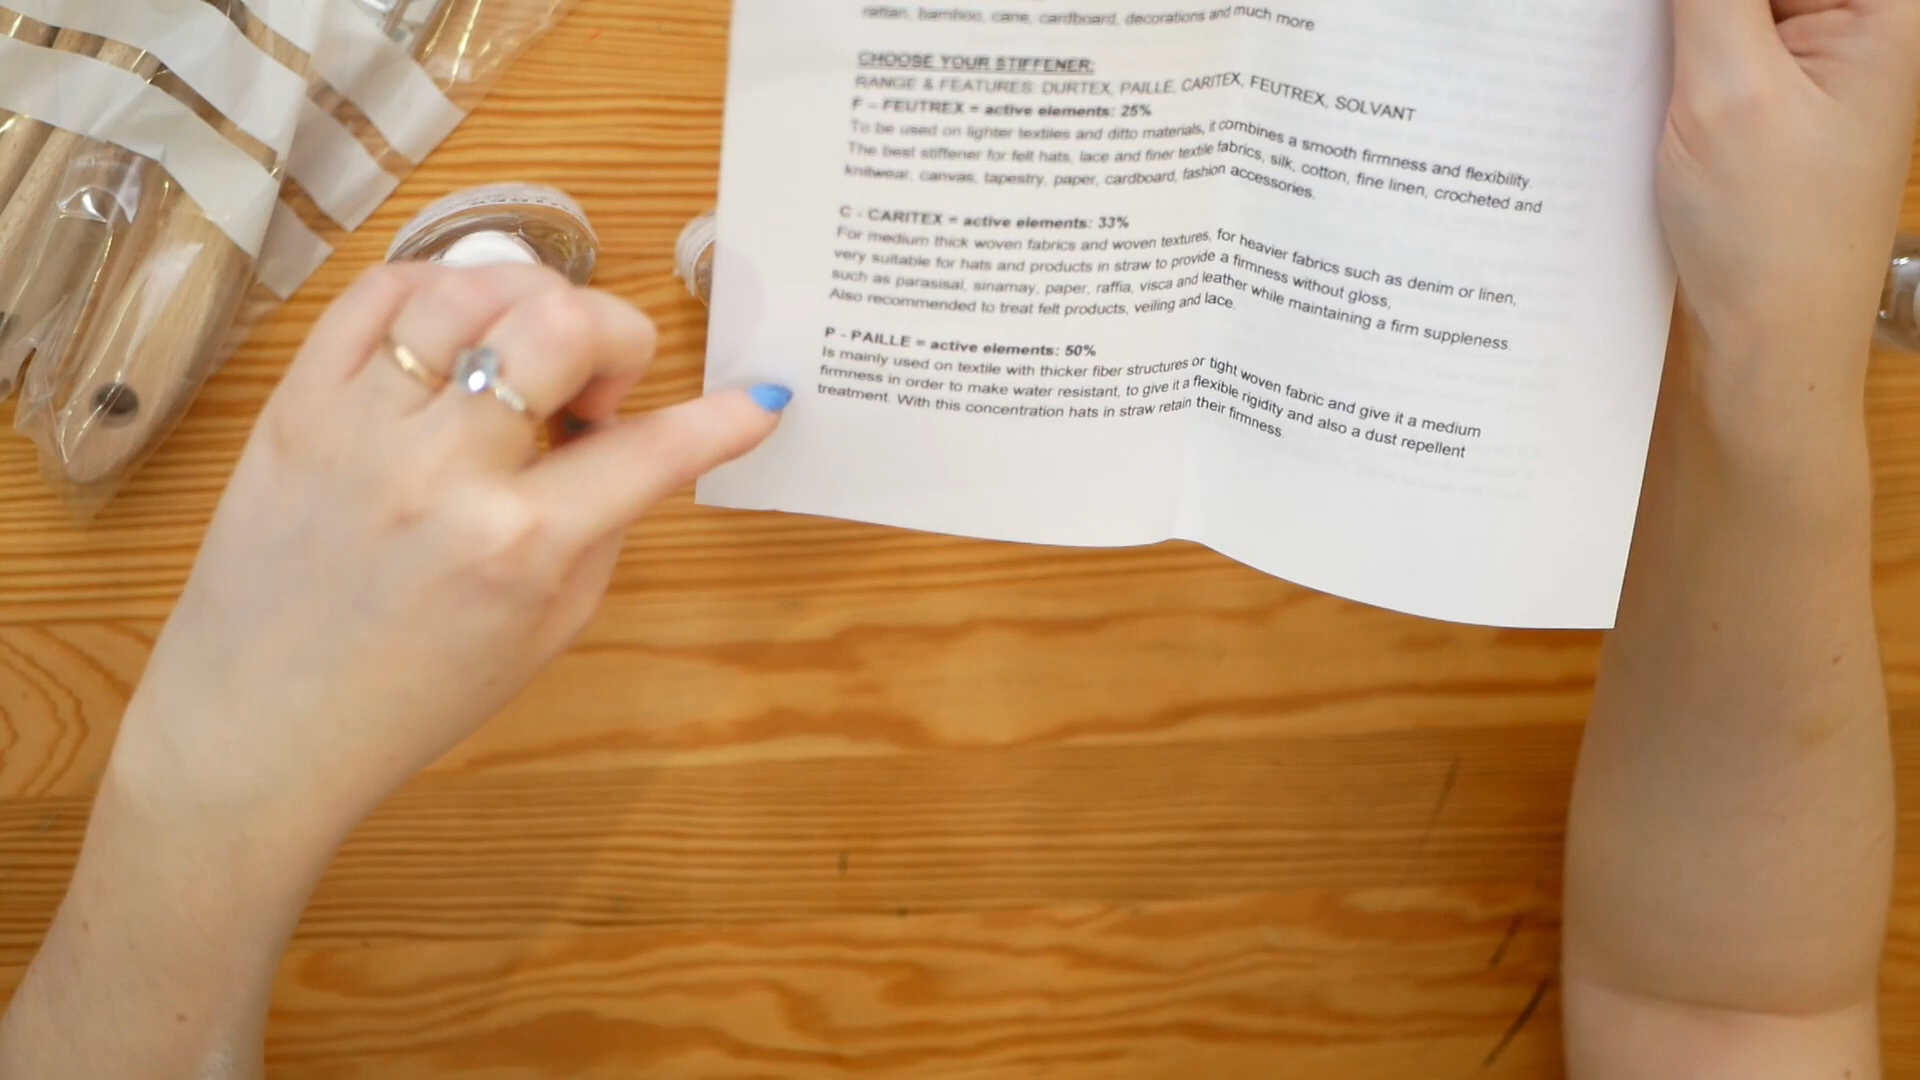 rattan, bamboo, cane, cardboard, decorations and much more
CHOOSE YOUR STIFFENER:
RANGE & FEATURES: DURTEX, PAILLE, CARITEX, FEUTREX, SOLVANT
F – FEUTREX = active elements: 25%
To be used on lighter textiles and ditto materials, it combines a smooth firmness and flexibility.
The best stiffener for felt hats, lace and finer textile fabrics, silk, cotton, fine linen, crocheted and
knitwear, canvas, tapestry, paper, cardboard, fashion accessories.
C - CARITEX = active elements: 33%
For medium thick woven fabrics and woven textures, for heavier fabrics such as denim or linen,
very suitable for hats and products in straw to provide a firmness without gloss,
such as parasisal, sinamay, paper, raffia, visca and leather while maintaining a firm suppleness.
Also recommended to treat felt products, veiling and lace.
P - PAILLE = active elements: 50%
Is mainly used on textile with thicker fiber structures or tight woven fabric and give it a medium
firmness in order to make water resistant, to give it a flexible rigidity and also a dust repellent
treatment. With this concentration hats in straw retain their firmness.